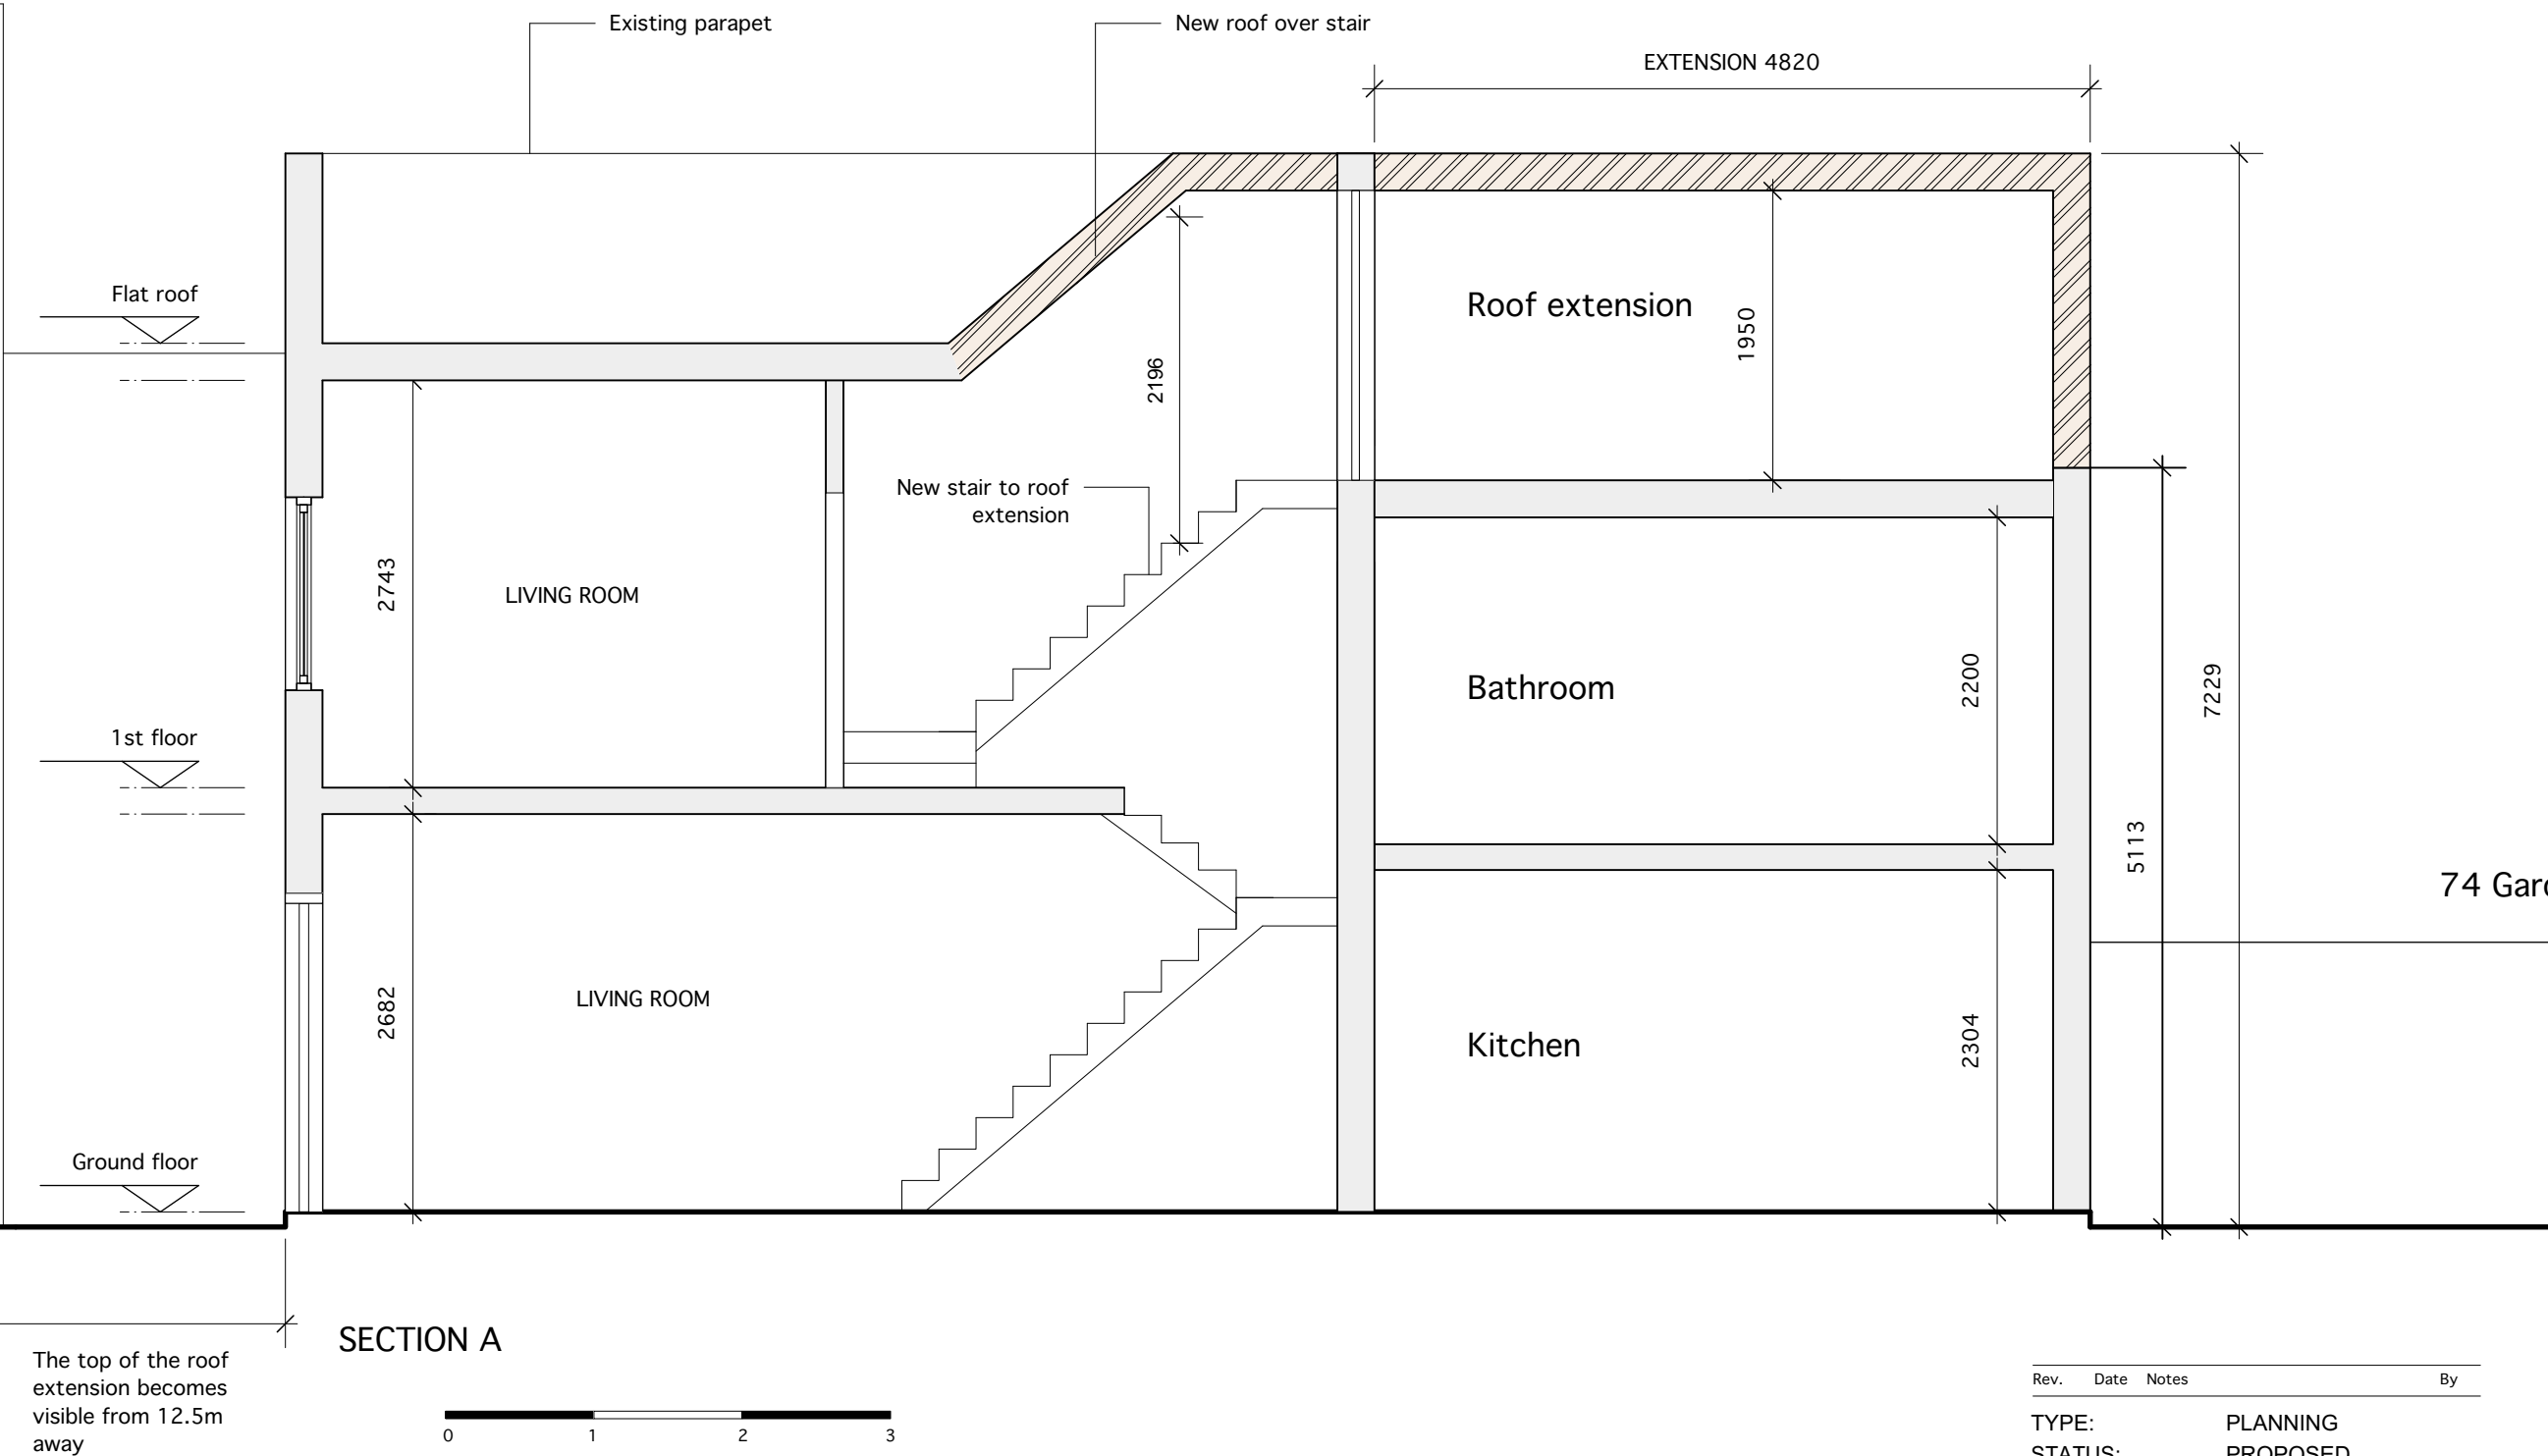 Existing parapet
New roof over stair
EXTENSION 4820
Flat roof
Roof extension
1950
2196
New stair to roof
extension
2743
LIVING ROOM
Bathroom
2200
7229
1st floor
5113
74 Gard
2682
LIVING ROOM
Kitchen
2304
Ground floor
SECTION A
The top of the roof
extension becomes
visible from 12.5m
away
0 1 2 3
Rev. Date Notes By
TYPE: PLANNING
STATUS: PROPOSED